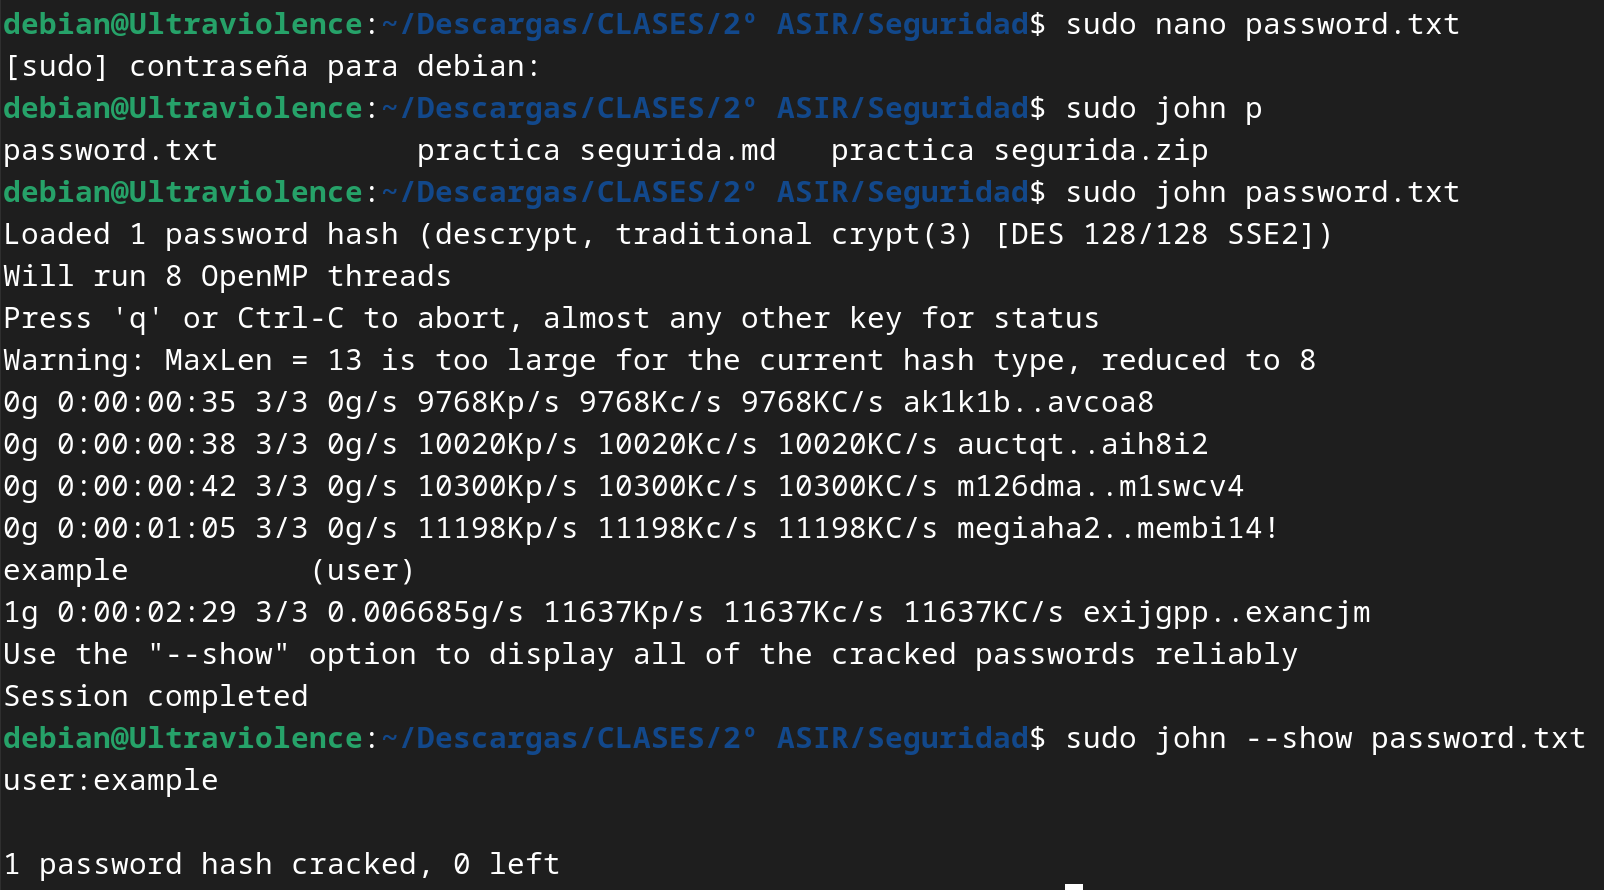 debian@Ultraviolence:~/Descargas/CLASES/2º ASIR/Seguridad$ sudo nano password.txt
[sudo] contraseña para debian:
debian@Ultraviolence:~/Descargas/CLASES/2º ASIR/Seguridad$ sudo john p
password.txt           practica segurida.md   practica segurida.zip
debian@Ultraviolence:~/Descargas/CLASES/2º ASIR/Seguridad$ sudo john password.txt
Loaded 1 password hash (descrypt, traditional crypt(3) [DES 128/128 SSE2])
Will run 8 OpenMP threads
Press 'q' or Ctrl-C to abort, almost any other key for status
Warning: MaxLen = 13 is too large for the current hash type, reduced to 8
0g 0:00:00:35 3/3 0g/s 9768Kp/s 9768Kc/s 9768KC/s ak1k1b..avcoa8
0g 0:00:00:38 3/3 0g/s 10020Kp/s 10020Kc/s 10020KC/s auctqt..aih8i2
0g 0:00:00:42 3/3 0g/s 10300Kp/s 10300Kc/s 10300KC/s m126dma..m1swcv4
0g 0:00:01:05 3/3 0g/s 11198Kp/s 11198Kc/s 11198KC/s megiaha2..membi14!
example          (user)
1g 0:00:02:29 3/3 0.006685g/s 11637Kp/s 11637Kc/s 11637KC/s exijgpp..exancjm
Use the "--show" option to display all of the cracked passwords reliably
Session completed
debian@Ultraviolence:~/Descargas/CLASES/2º ASIR/Seguridad$ sudo john --show password.txt
user:example

1 password hash cracked, 0 left